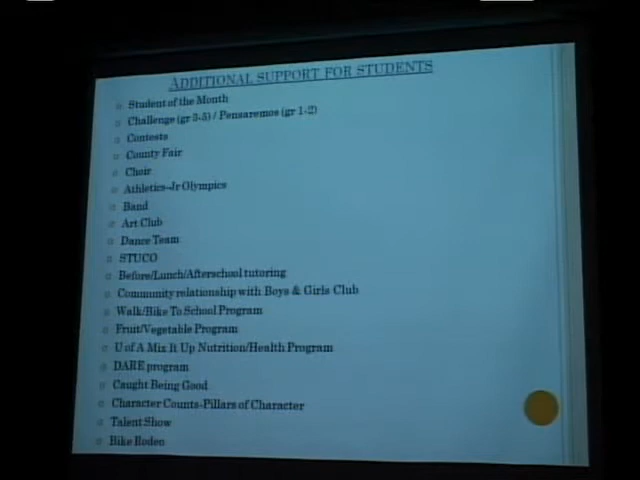 ADDITIONAL SUPPORT FOR STUDENTS
Student of the Month
Challenge (gr 3-5) / Pensaremos (gr 1-2)
Contests
County Fair
Choir
Athletics-Jr Olympics
Band
Art Club
Dance Team
STUCO
Before/Lunch/Afterschool tutoring
Community relationship with Boys & Girls Club
Walk/Bike To School Program
Fruit/Vegetable Program
U of A Mix It Up Nutrition/Health Program
DARE program
Caught Being Good
Character Counts-Pillars of Character
Talent Show
Bike Rodeo